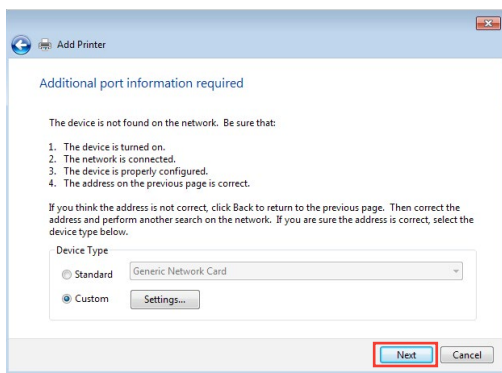 Add Printer
Additional port information required
The device is not found on the network. Be sure that:
1. The device is turned on.
2. The network is connected.
3. The device is properly configured.
4. The address on the previous page is correct.
If you think the address is not correct, click Back to return to the previous page. Then correct the
address and perform another search on the network. If you are sure the address is correct, select the
device type below.
Device Type
Standard Generic Network Card
Custom Settings...
Next Cancel